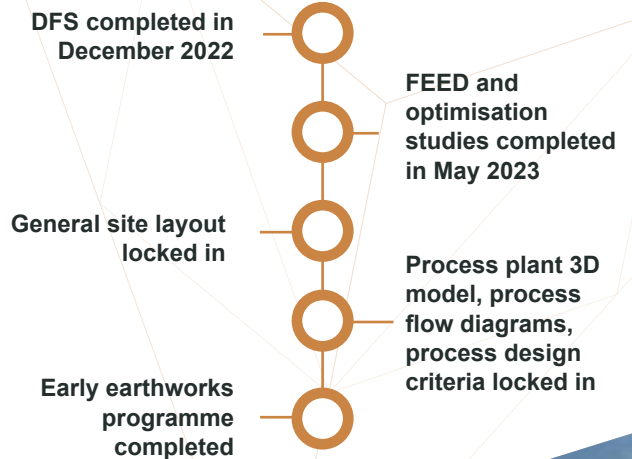 DFS completed in
December 2022
FEED and
optimisation
studies completed
in May 2023
General site layout
locked in
Process plant 3D
model, process
flow diagrams,
process design
criteria locked in
Early earthworks
programme
completed